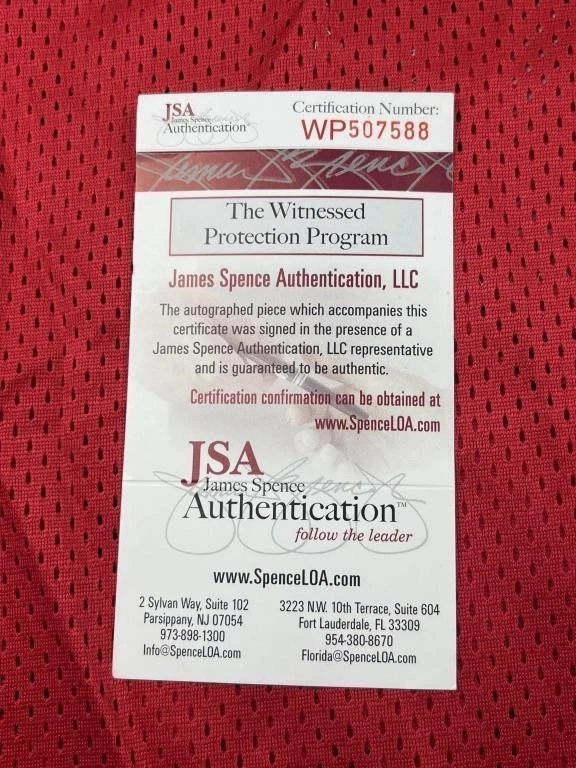 JSA
James Spence
Authentication
Certification Number:
WP507588
James Spence
The Witnessed
Protection Program
James Spence Authentication, LLC
The autographed piece which accompanies this
certificate was signed in the presence of a
James Spence Authentication, LLC representative
and is guaranteed to be authentic.
Certification confirmation can be obtained at
www.SpenceLOA.com
JSA
James Spence
Authentication™
follow the leader
www.SpenceLOA.com
2 Sylvan Way, Suite 102
Parsippany, NJ 07054
973-898-1300
Info@SpenceLOA.com
3223 N.W. 10th Terrace, Suite 604
Fort Lauderdale, FL 33309
954-380-8670
Florida@SpenceLOA.com